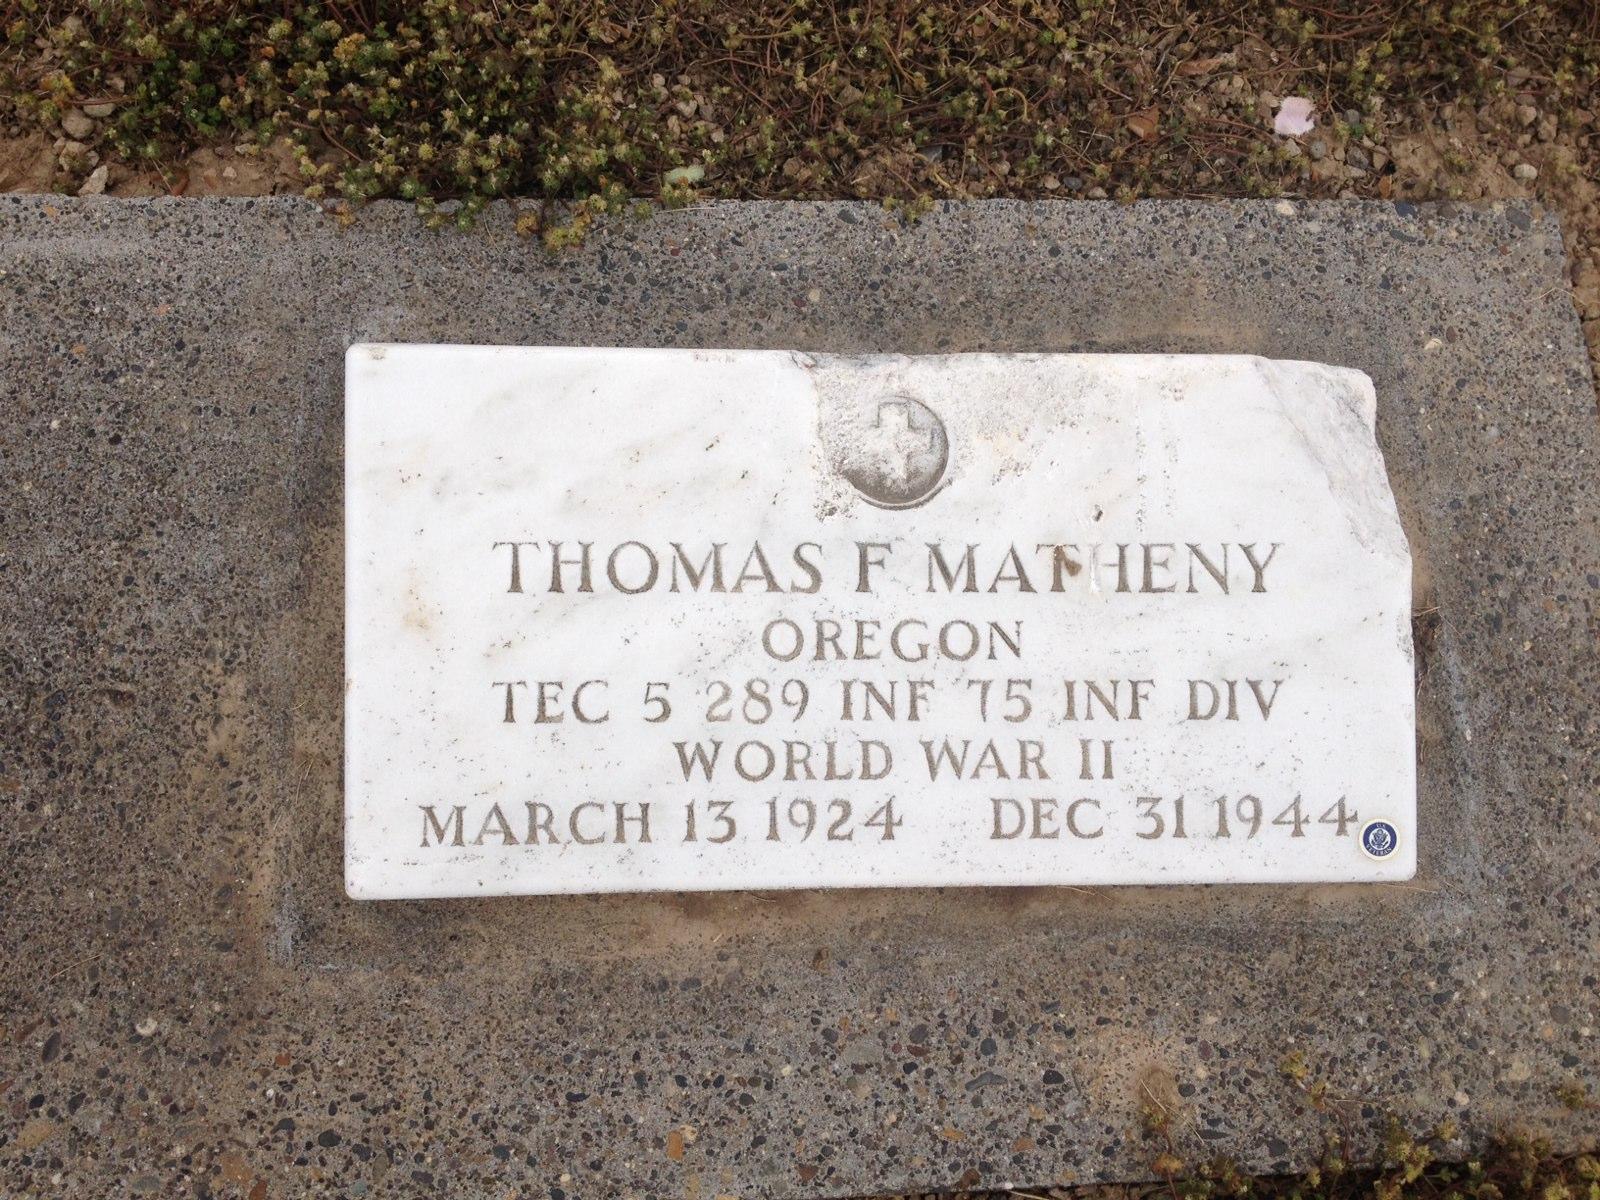 THOMAS F MATHENY
OREGON
TEC 5 289 INF 75 INF DIV
WORLD WAR II
MARCH 13 1924 DEC 31 1944
U.S.
VETERAN